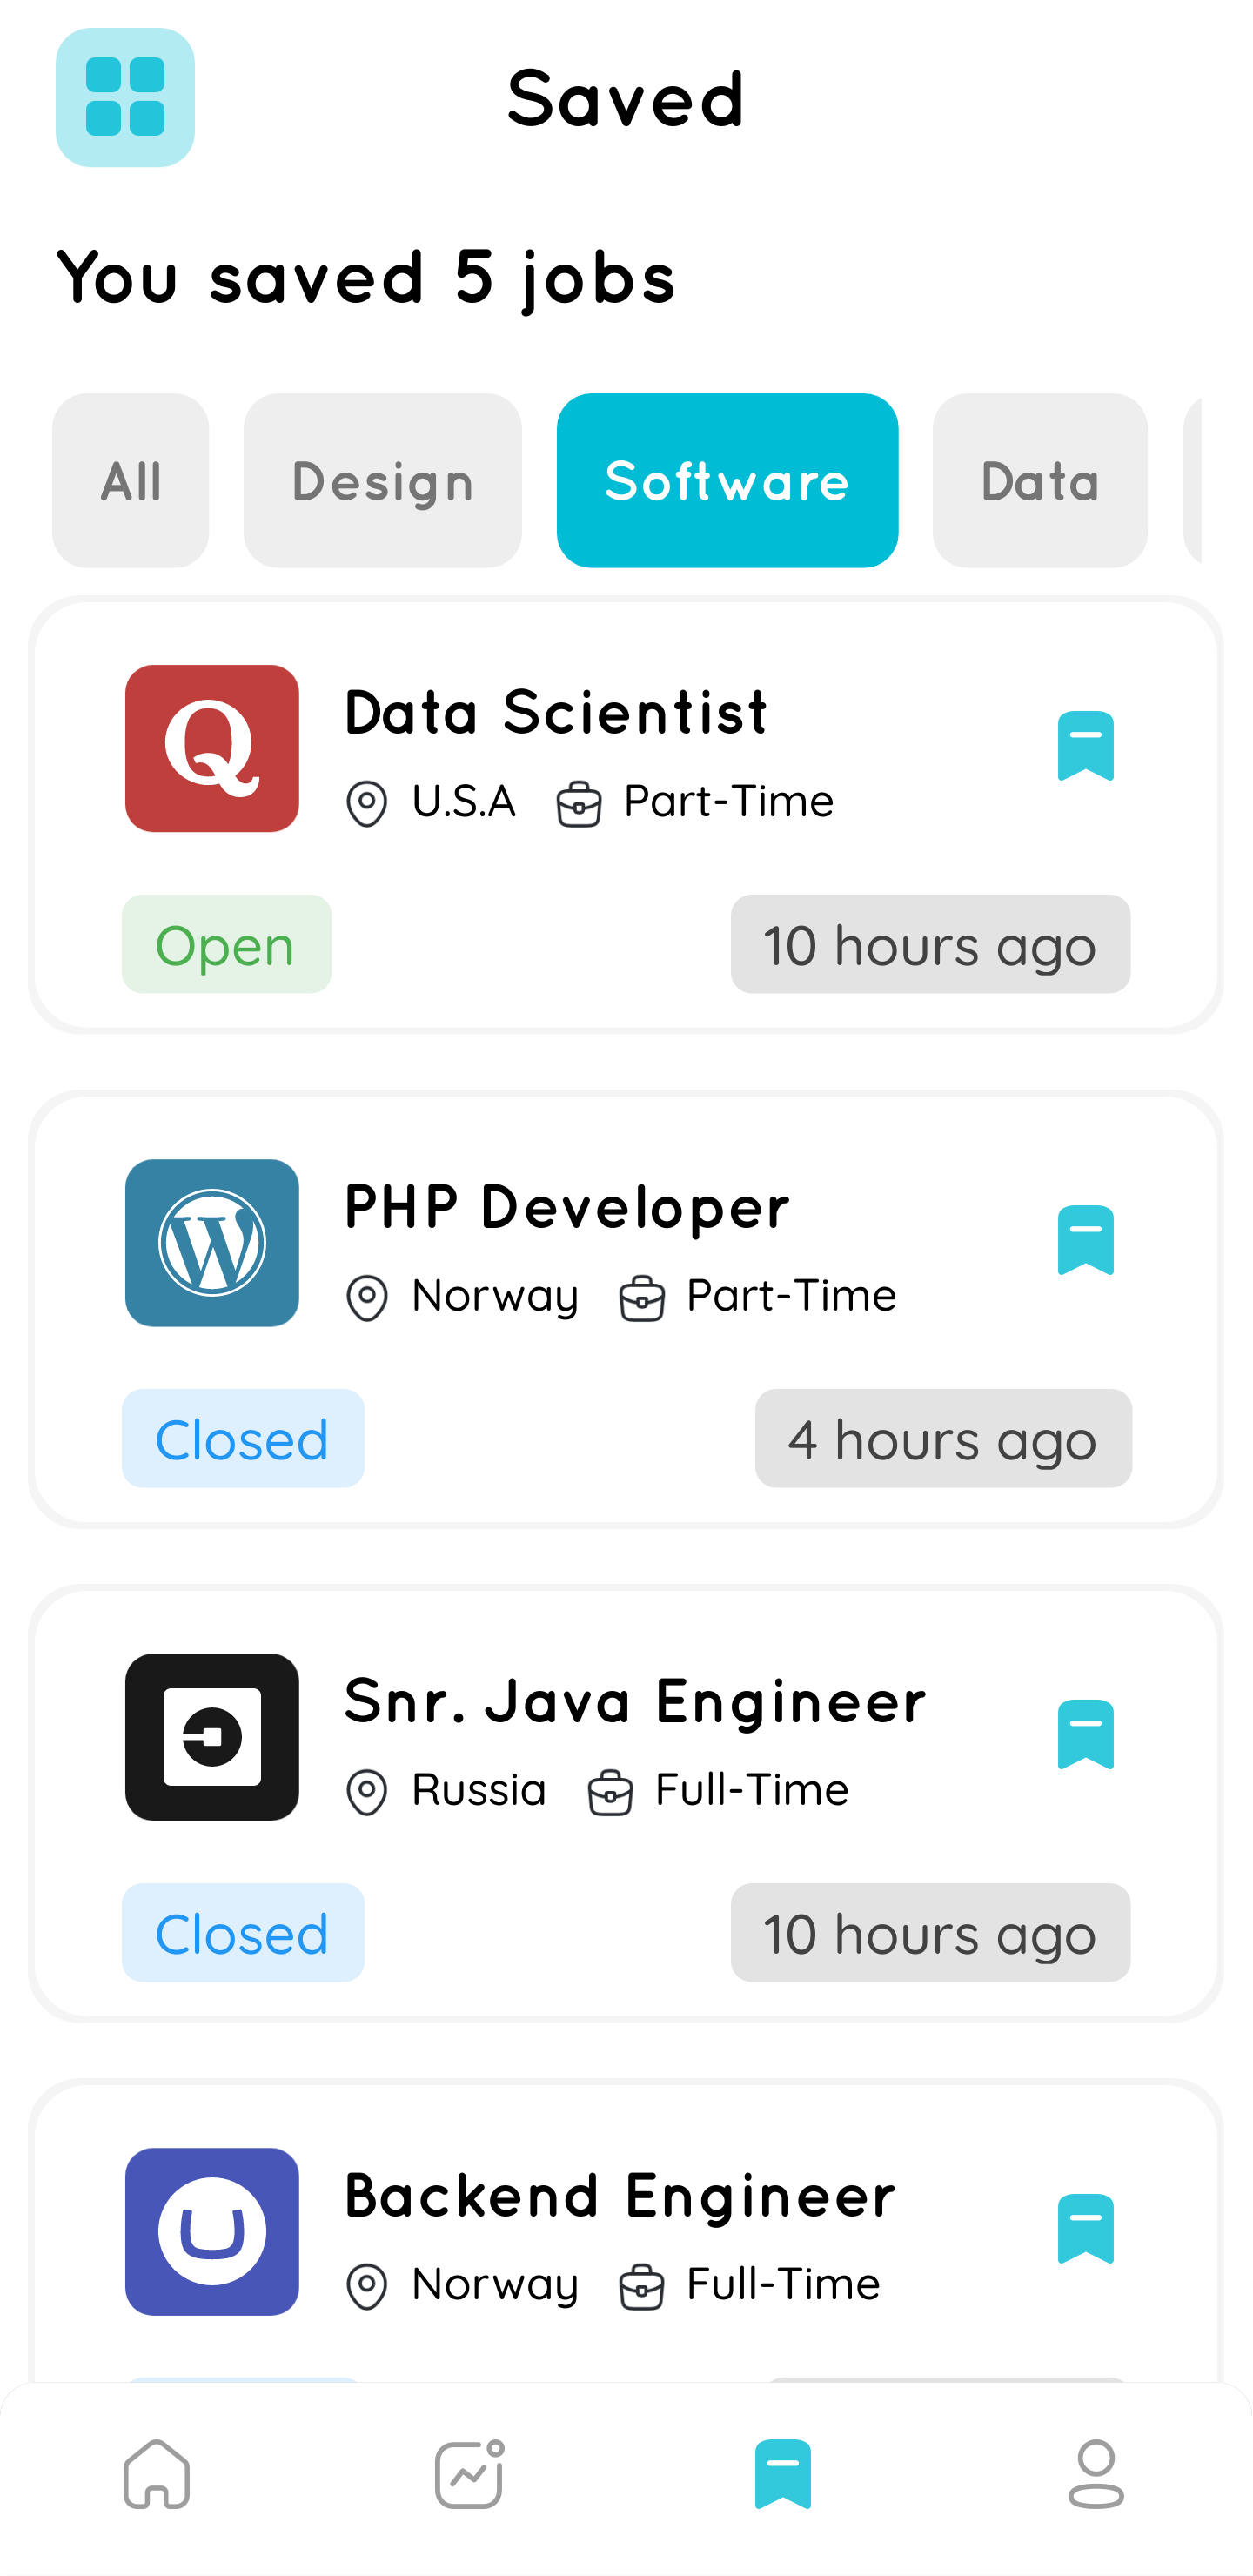 Saved
You saved 5 jobs
All Design Software Data
Q
Data Scientist
U.S.A Part-Time
Open 10 hours ago
W
PHP Developer
Norway Part-Time
Closed 4 hours ago
Snr. Java Engineer
Russia Full-Time
Closed 10 hours ago
Backend Engineer
Norway Full-Time